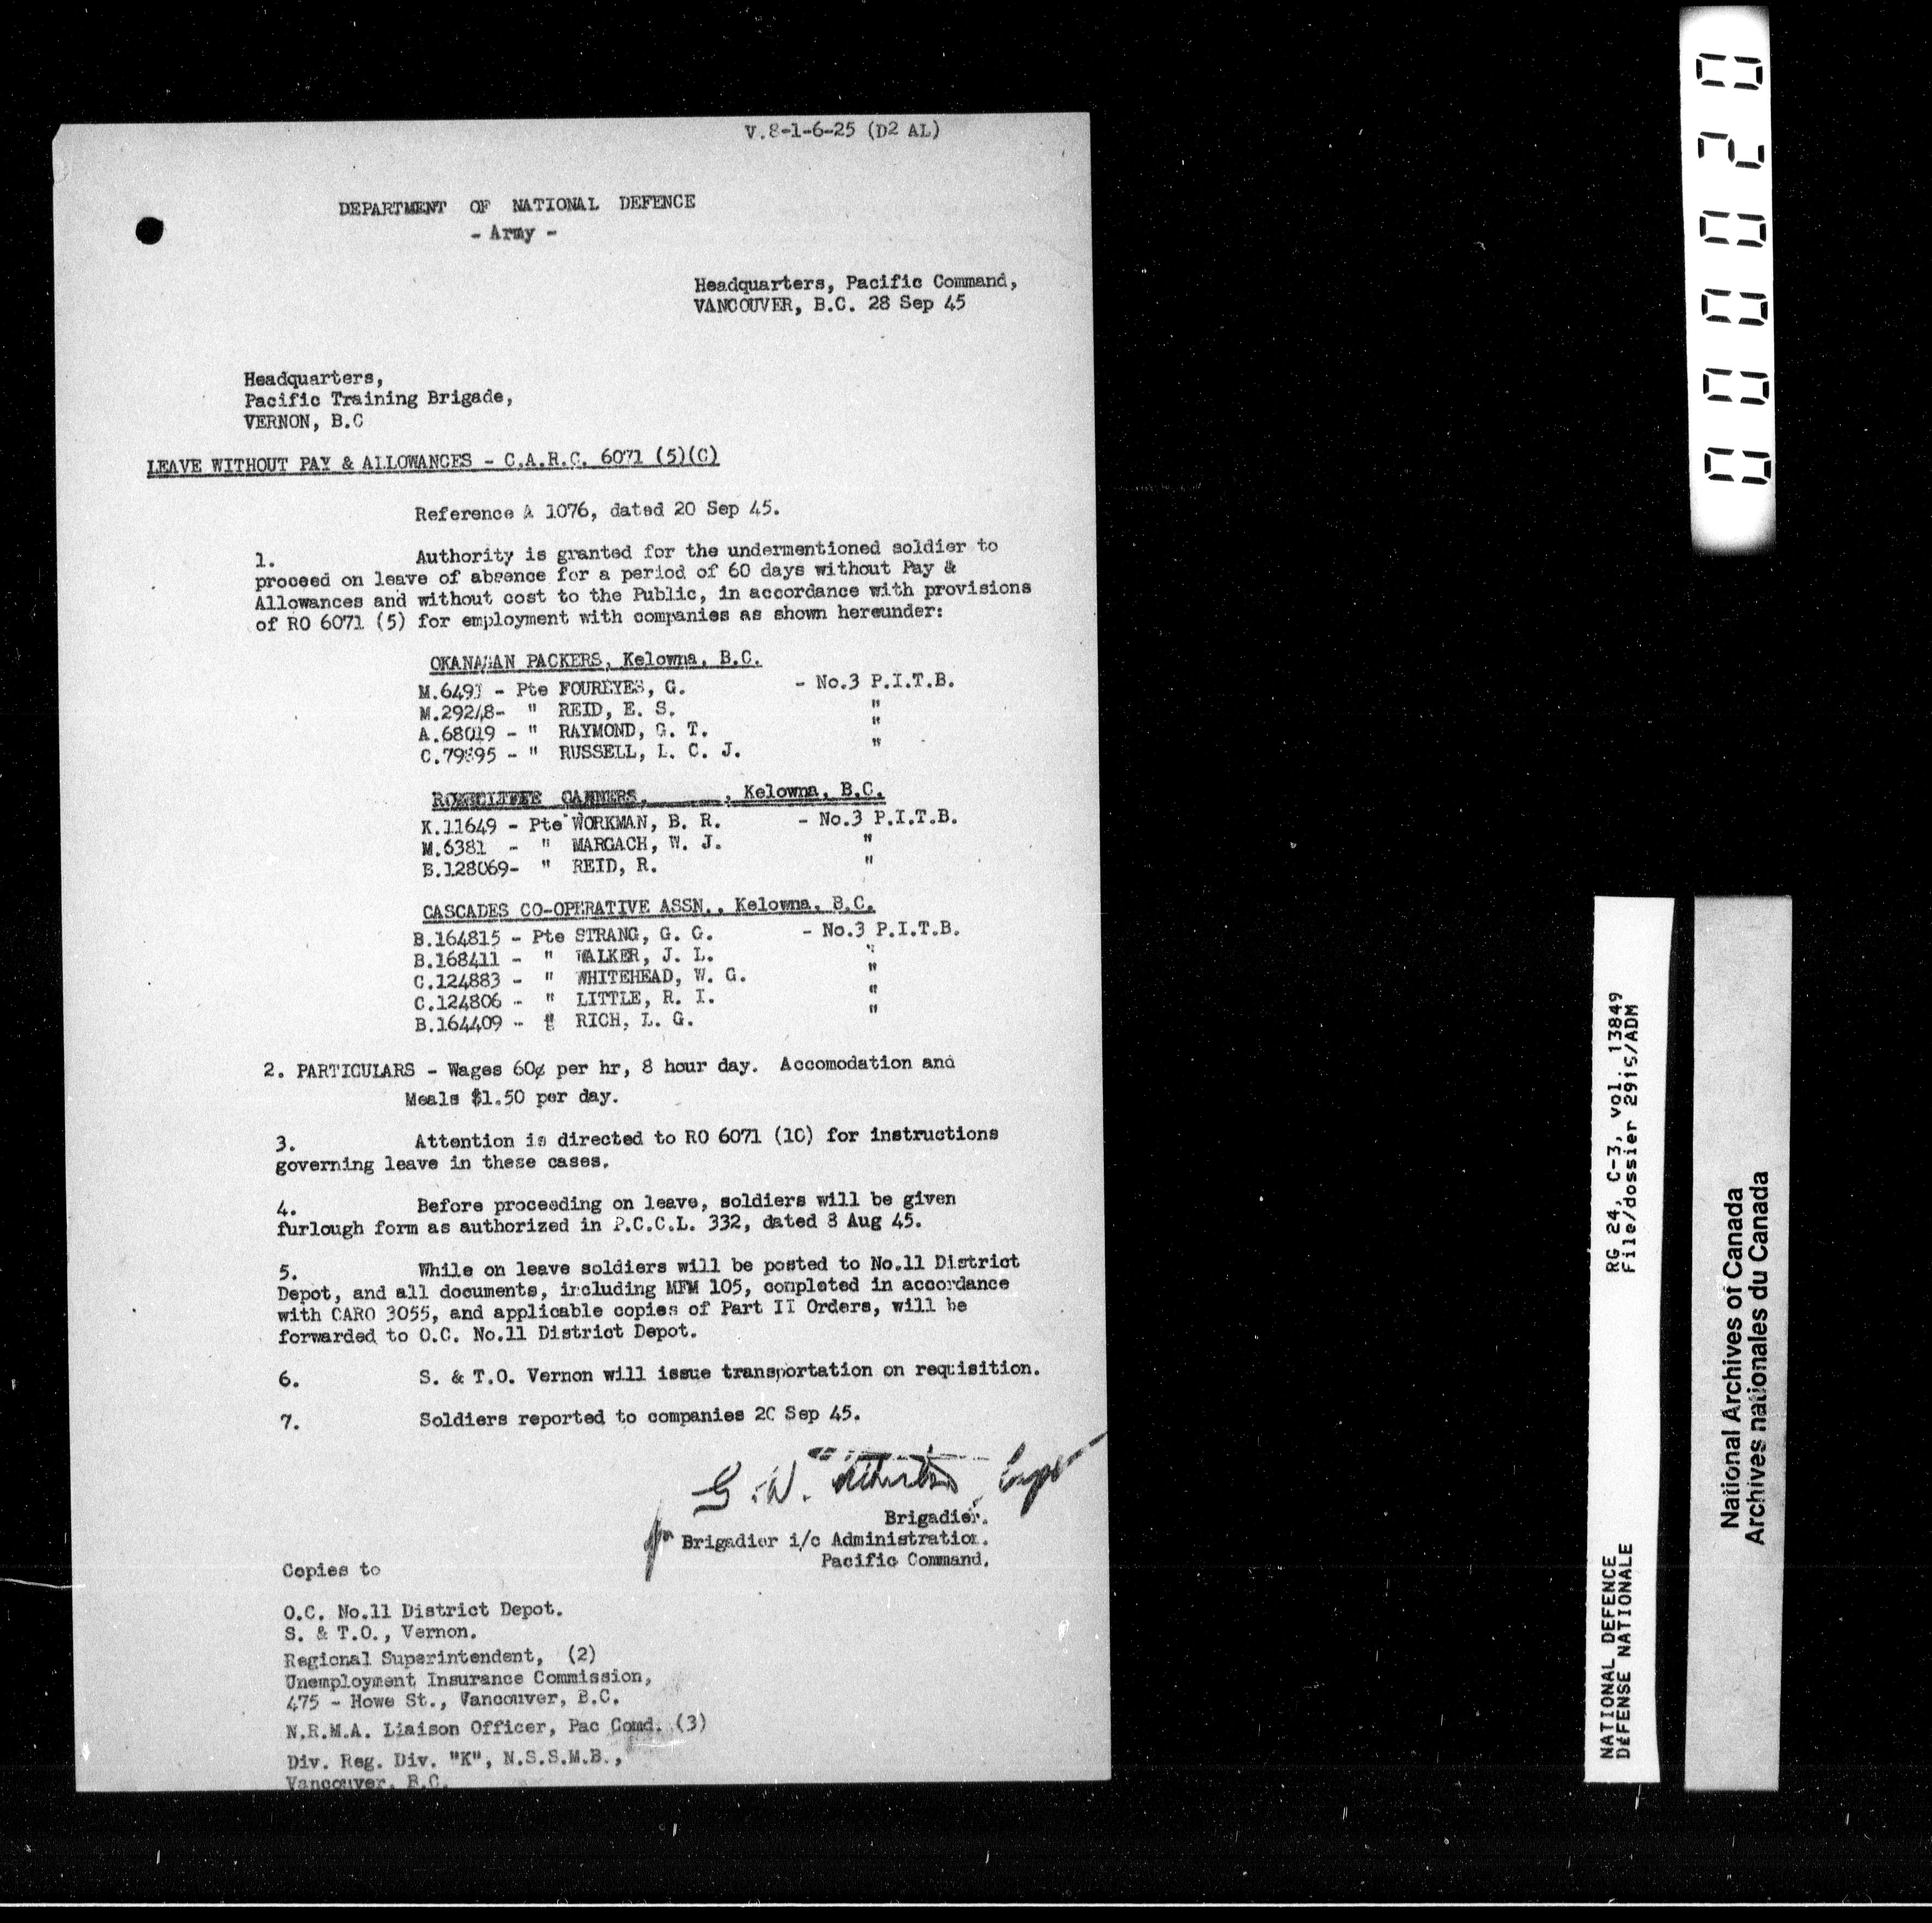 V.8-1-6-25 (D2 AL)
DEPARTMENT OF NATIONAL DEFENCE
- Army -
Headquarters, Pacific Command,
VANCOUVER, B.C. 28 Sep 45
Headquarters,
Pacific Training Brigade,
VERNON, B.C
LEAVE WITHOUT PAY & ALLOWANCES - C.A.R.C. 6071 (5)(C)
Reference A 1076, dated 20 Sep 45.
1. Authority is granted for the undermentioned soldier to
proceed on leave of absence for a period of 60 days without Pay &
Allowances and without cost to the Public, in accordance with provisions
of RO 6071 (5) for employment with companies as shown hereunder:
OKANAGAN PACKERS, Kelowna, B.C.
- Pte FOUREYES, G. - No.3 P.I.T.B.
M.29248- " REID, E. S. "
A.68019 - " RAYMOND, G. T. "
- " RUSSELL, L. C. J. "
CANNERS, , Kelowna, B.C.
K.11649 - Pte WORKMAN, B. R. - No.3 P.I.T.B.
M.6381 - " MARGACH, W. J. "
B.128069- " REID, R. "
CASCADES CO-OPERATIVE ASSN., Kelowna, B.C.
B.164815 - Pte STRANG, G. G. - No.3 P.I.T.B.
B.168411 - " WALKER, J. L. "
C.124883 - " WHITEHEAD, W. G. "
C.124806 - " LITTLE, R. I. "
B.164409 - " RICH, L. G. "
2. PARTICULARS - Wages 60¢ per hr, 8 hour day. Accomodation and
Meals $1.50 per day.
3. Attention is directed to RO 6071 (10) for instructions
governing leave in these cases.
4. Before proceeding on leave, soldiers will be given
furlough form as authorized in P.C.C.L. 332, dated 8 Aug 45.
5. While on leave soldiers will be posted to No.11 District
Depot, and all documents, including MFM 105, completed in accordance
with CARO 3055, and applicable copies of Part II Orders, will be
forwarded to O.C. No.11 District Depot.
6. S. & T.O. Vernon will issue transportation on requisition.
7. Soldiers reported to companies 20 Sep 45.
G. W. Capt
Brigadier.
for Brigadier i/c Administration.
Pacific Command.
Copies to
O.C. No.11 District Depot.
S. & T.O., Vernon.
Regional Superintendent, (2)
Unemployment Insurance Commission,
475 - Howe St., Vancouver, B.C.
N.R.M.A. Liaison Officer, Pac Comd. (3)
Div. Reg. Div. "K", N.S.S.M.B.,
Vancouver, B.C.
000020
RG 24, C-3, vol. 13849
File/dossier 2915/ADM
NATIONAL DEFENCE
DÉFENSE NATIONALE
National Archives of Canada
Archives nationales du Canada